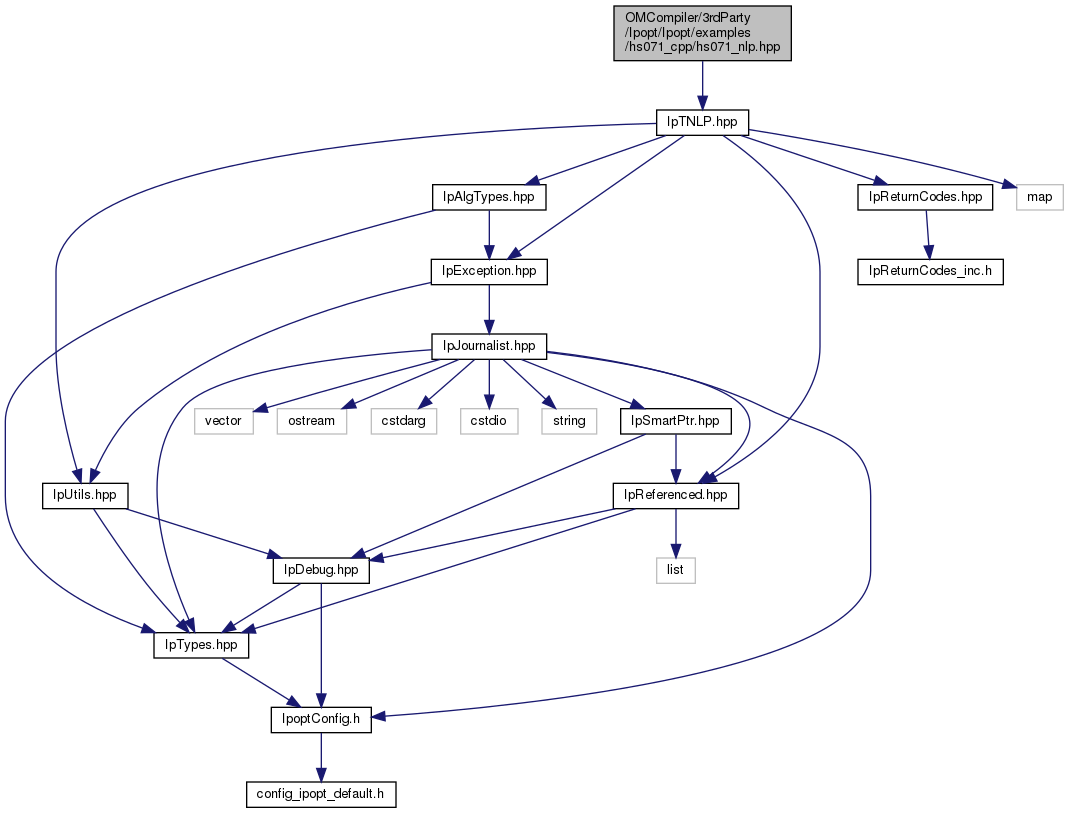 OMCompiler/3rdParty
/Ipopt/Ipopt/examples
/hs071_cpp/hs071_nlp.hpp
IpTNLP.hpp
IpAlgTypes.hpp
IpReturnCodes.hpp
map
IpException.hpp
IpReturnCodes_inc.h
IpJournalist.hpp
vector
ostream
cstdarg
cstdio
string
IpSmartPtr.hpp
IpUtils.hpp
IpReferenced.hpp
IpDebug.hpp
list
IpTypes.hpp
IpoptConfig.h
config_ipopt_default.h